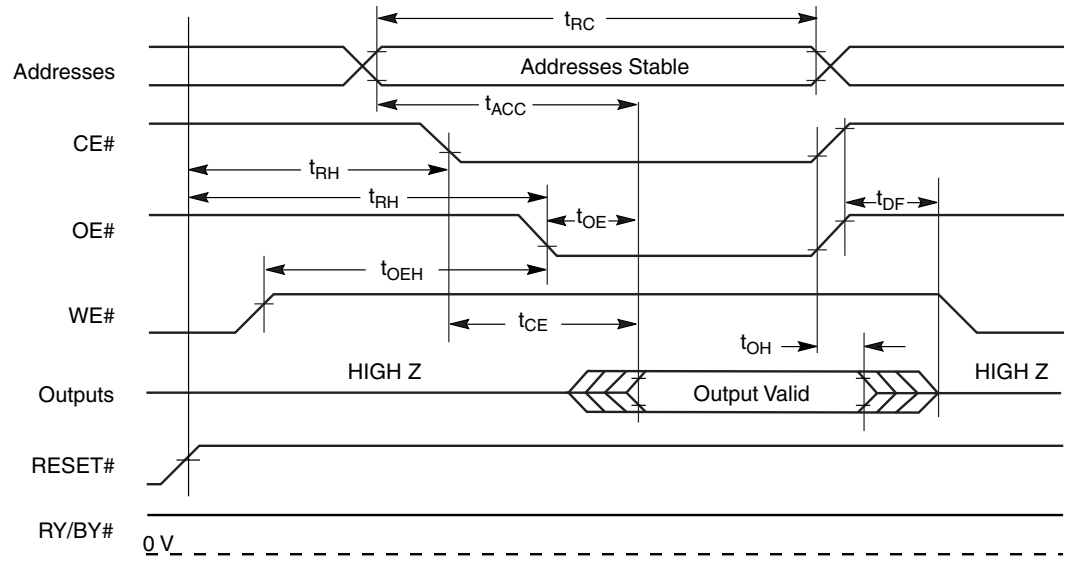 tRC
Addresses
Addresses Stable
tACC
CE#
tRH
tRH
OE#
tOE
tDF
tOEH
WE#
tCE
tOH
HIGH Z
HIGH Z
Outputs
Output Valid
RESET#
RY/BY#
0 V